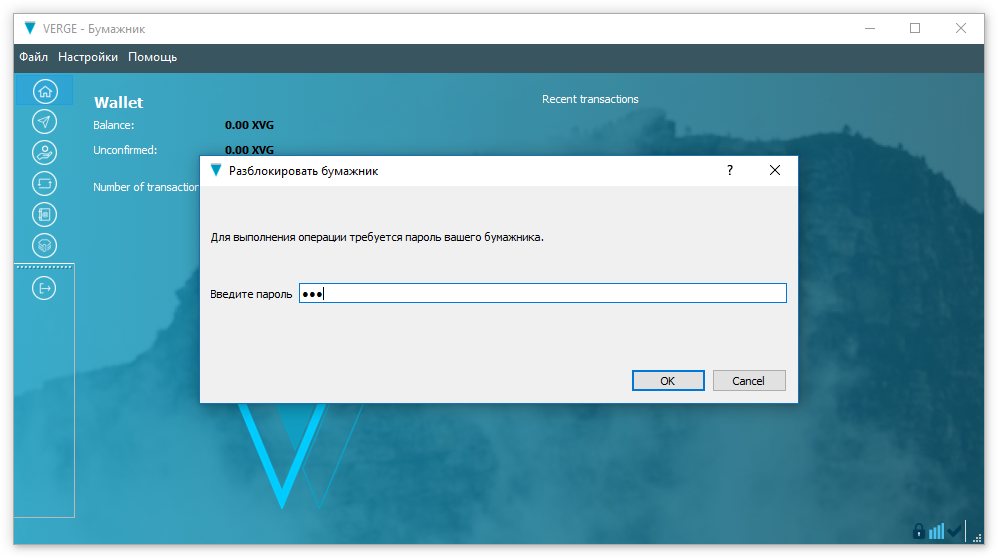 VERGE - Бумажник
Файл Настройки Помощь
Wallet
Recent transactions
Balance: 0.00 XVG
Unconfirmed: 0.00 XVG
Number of transaction
Разблокировать бумажник
?
Для выполнения операции требуется пароль вашего бумажника.
Введите пароль
OK Cancel